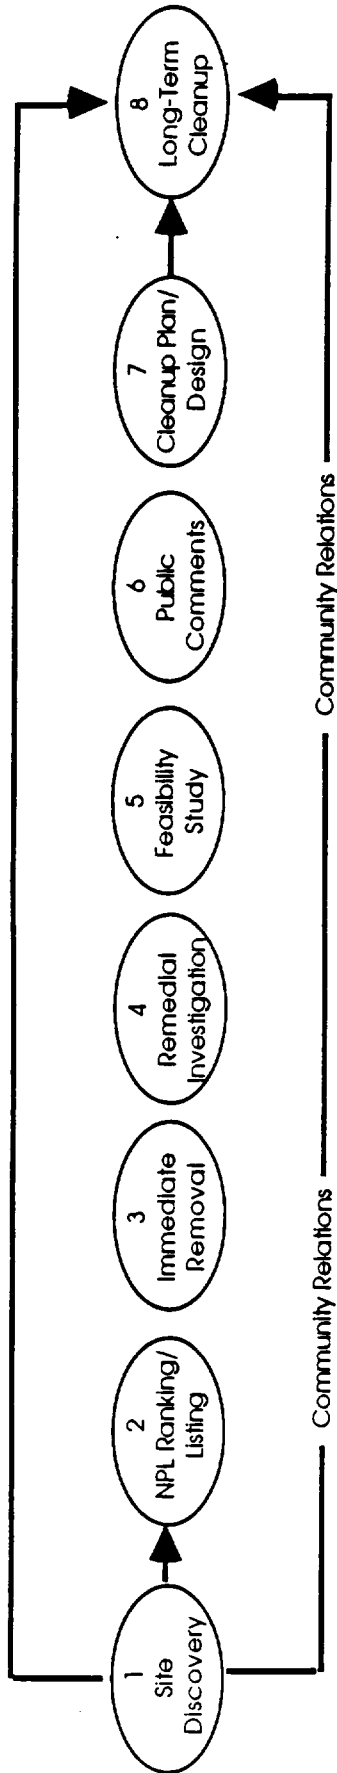 1
Site
Discovery
2
NPL Ranking/
Listing
3
Immediate
Removal
4
Remedial
Investigation
5
Feasibility
Study
6
Public
Comments
7
Cleanup Plan/
Design
8
Long-Term
Cleanup
Community Relations
Community Relations